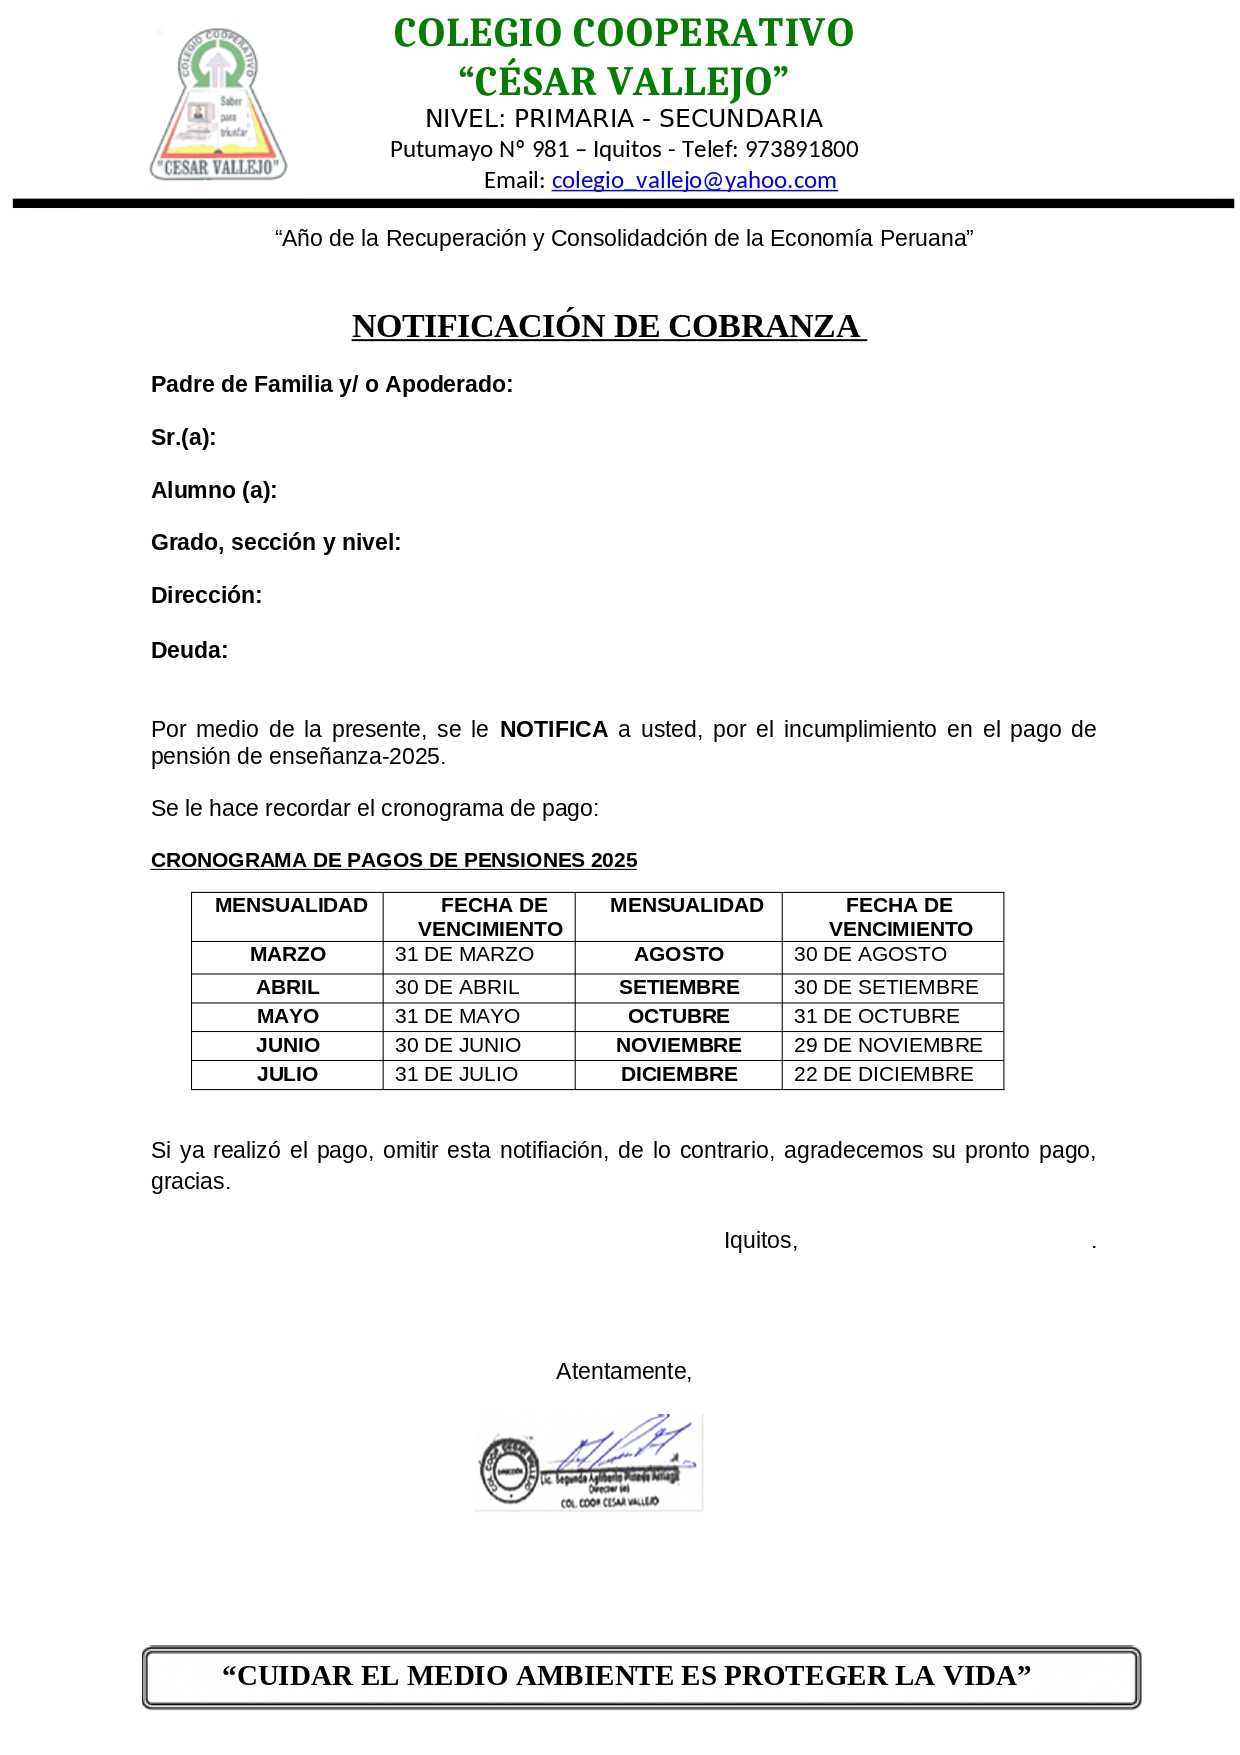 COLEGIO COOPERATIVO
Saber
para
triunfar
"CESAR VALLEJO"
COLEGIO COOPERATIVO
“CÉSAR VALLEJO”
NIVEL: PRIMARIA - SECUNDARIA
Putumayo Nº 981 – Iquitos - Telef: 973891800
Email: colegio_vallejo@yahoo.com
“Año de la Recuperación y Consolidadción de la Economía Peruana”
NOTIFICACIÓN DE COBRANZA
Padre de Familia y/ o Apoderado:
Sr.(a):
Alumno (a):
Grado, sección y nivel:
Dirección:
Deuda:
Por medio de la presente, se le NOTIFICA a usted, por el incumplimiento en el pago de
pensión de enseñanza-2025.
Se le hace recordar el cronograma de pago:
CRONOGRAMA DE PAGOS DE PENSIONES 2025
MENSUALIDAD FECHA DE VENCIMIENTO MENSUALIDAD FECHA DE VENCIMIENTO
MARZO 31 DE MARZO AGOSTO 30 DE AGOSTO
ABRIL 30 DE ABRIL SETIEMBRE 30 DE SETIEMBRE
MAYO 31 DE MAYO OCTUBRE 31 DE OCTUBRE
JUNIO 30 DE JUNIO NOVIEMBRE 29 DE NOVIEMBRE
JULIO 31 DE JULIO DICIEMBRE 22 DE DICIEMBRE
Si ya realizó el pago, omitir esta notifiación, de lo contrario, agradecemos su pronto pago,
gracias.
Iquitos, .
Atentamente,
COL. COOP. CESAR VALLEJO
DIRECCIÓN
Lic. Segundo
Director (e)
COL. COOP. CESAR VALLEJO
“CUIDAR EL MEDIO AMBIENTE ES PROTEGER LA VIDA”